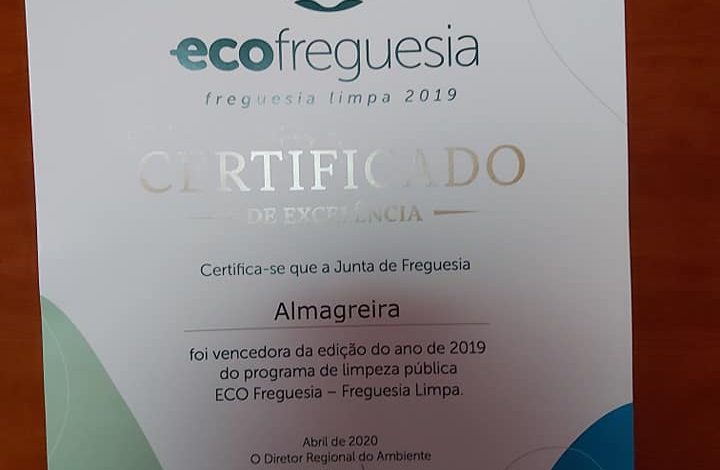 ecofreguesia
freguesia limpa 2019
CERTIFICADO
DE EXCELÊNCIA
Certifica-se que a Junta de Freguesia
Almagreira
foi vencedora da edição do ano de 2019
do programa de limpeza pública
ECO Freguesia – Freguesia Limpa.
Abril de 2020
O Diretor Regional do Ambiente